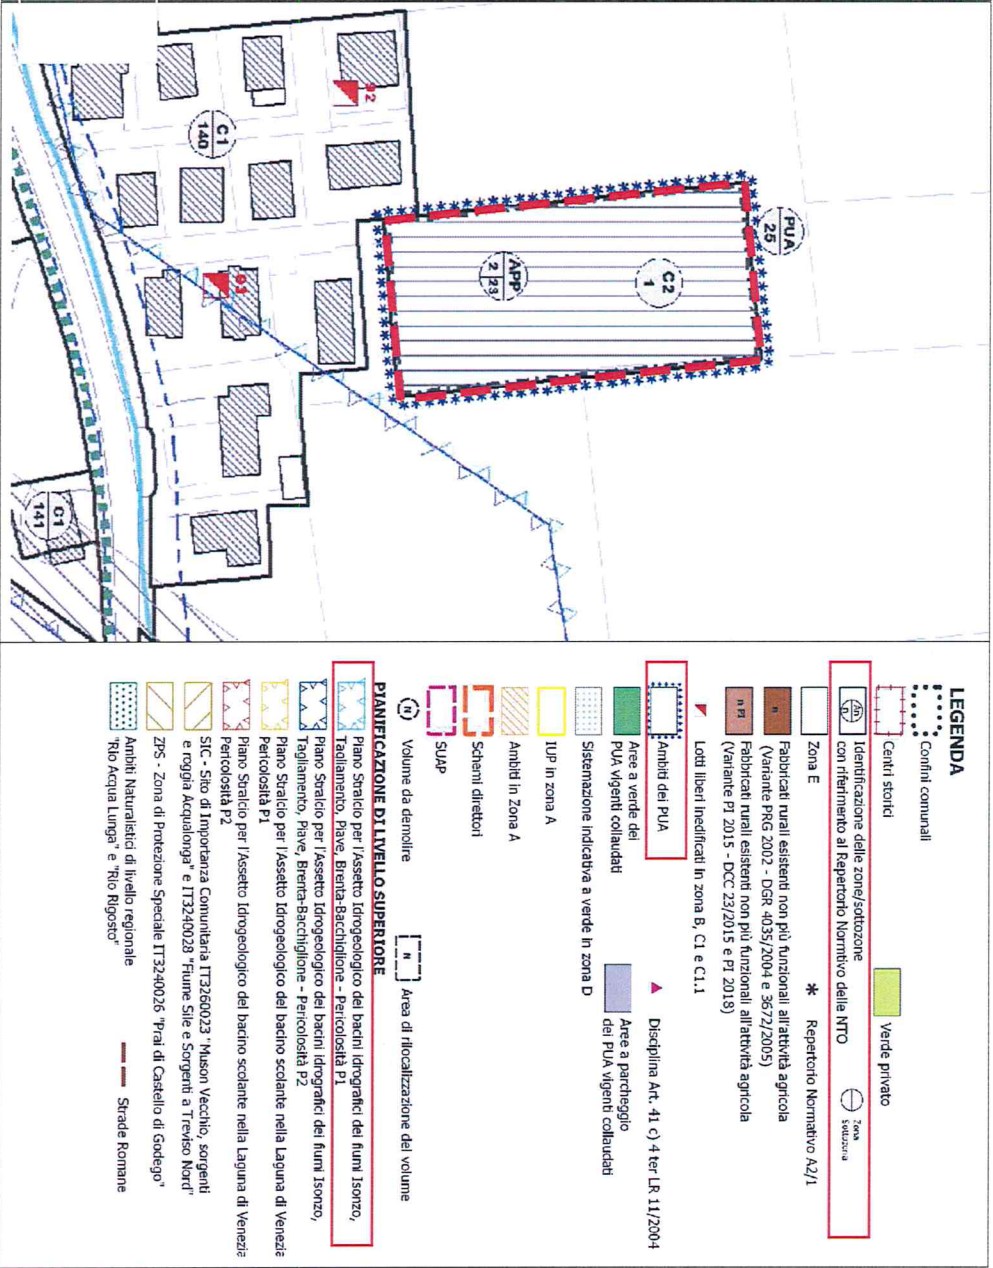 92
C1
140
PUA
25
C2
1
APP
2 23
91
C1
141
LEGENDA
Confini comunali
Centri storici
Verde privato
Identificazione delle zone/sottozone
con riferimento al Repertorio Normativo delle NTO
Zona
Sottozona
Zona E
* Repertorio Normativo A2/1
n
Fabbricati rurali esistenti non più funzionali all'attività agricola
(Variante PRG 2002 - DGR 4035/2004 e 3672/2005)
n PI
Fabbricati rurali esistenti non più funzionali all'attività agricola
(Variante PI 2015 - DCC 23/2015 e PI 2018)
Lotti liberi inedificati in zona B, C1 e C1.1
Disciplina Art. 41 c) 4 ter LR 11/2004
Ambiti dei PUA
Aree a verde dei
PUA vigenti collaudati
Aree a parcheggio
dei PUA vigenti collaudati
Sistemazione indicativa a verde in zona D
IUP in zona A
Ambiti in Zona A
Schemi direttori
SUAP
N
Volume da demolire
N
Area di rilocalizzazione del volume
PIANIFICAZIONE DI LIVELLO SUPERIORE
Piano Stralcio per l'Assetto Idrogeologico dei bacini idrografici dei fiumi Isonzo,
Tagliamento, Piave, Brenta-Bacchiglione - Pericolosità P1
Piano Stralcio per l'Assetto Idrogeologico dei bacini idrografici dei fiumi Isonzo,
Tagliamento, Piave, Brenta-Bacchiglione - Pericolosità P2
Piano Stralcio per l'Assetto Idrogeologico del bacino scolante nella Laguna di Venezia
Pericolosità P1
Piano Stralcio per l'Assetto Idrogeologico del bacino scolante nella Laguna di Venezia
Pericolosità P2
SIC - Sito di Importanza Comunitaria IT3260023 "Muson Vecchio, sorgenti
e roggia Acqualonga" e IT3240028 "Fiume Sile e Sorgenti a Treviso Nord"
ZPS - Zona di Protezione Speciale IT3240026 "Prai di Castello di Godego"
Ambiti Naturalistici di livello regionale
"Rio Acqua Lunga" e "Rio Rigosto"
Strade Romane